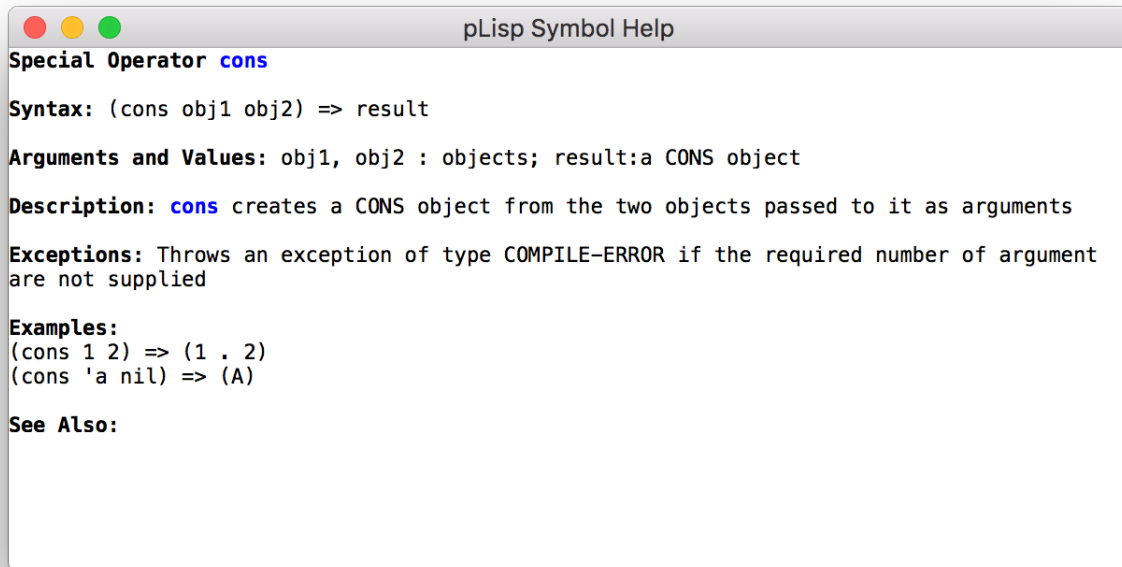 pLisp Symbol Help
Special Operator cons
Syntax: (cons obj1 obj2) => result
Arguments and Values: obj1, obj2 : objects; result:a CONS object
Description: cons creates a CONS object from the two objects passed to it as arguments
Exceptions: Throws an exception of type COMPILE-ERROR if the required number of argument
are not supplied
Examples:
(cons 1 2) => (1 . 2)
(cons 'a nil) => (A)
See Also: